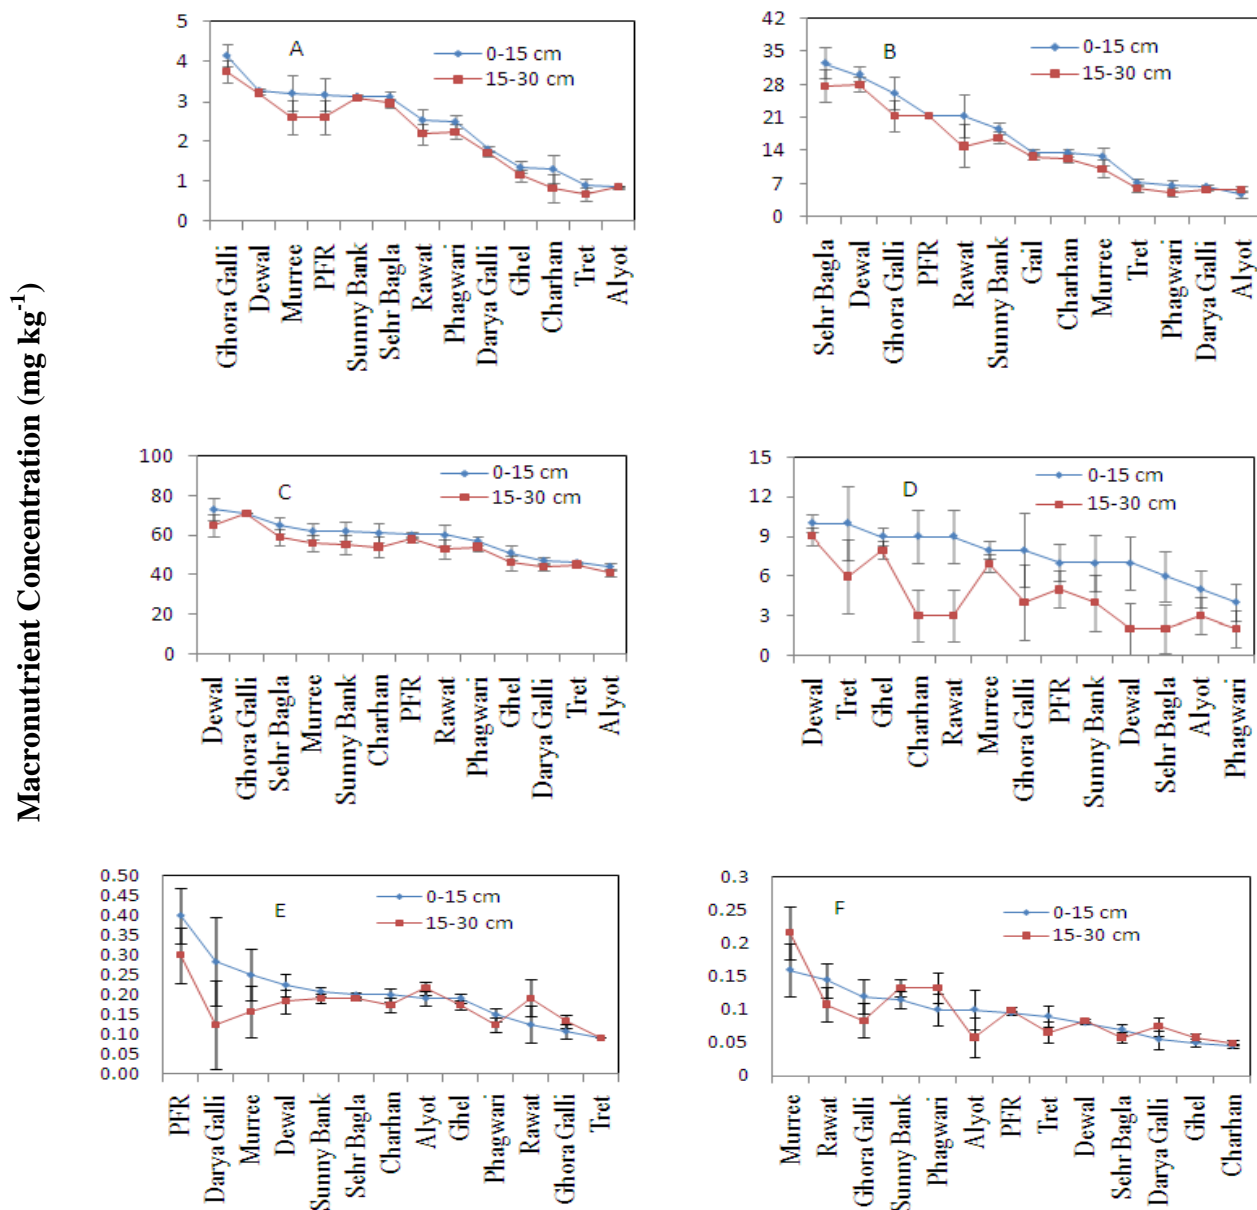 Macronutrient Concentration (mg kg-1)
A
0-15 cm
15-30 cm
5
4
3
2
1
0
Ghora Galli
Dewal
Murree
PFR
Sunny Bank
Sehr Bagla
Rawat
Phagwari
Darya Galli
Ghel
Charhan
Tret
Alyot
B
0-15 cm
15-30 cm
42
35
28
21
14
7
0
Sehr Bagla
Dewal
Ghora Galli
PFR
Rawat
Sunny Bank
Gail
Charhan
Murree
Tret
Phagwari
Darya Galli
Alyot
C
0-15 cm
15-30 cm
100
80
60
40
20
0
Dewal
Ghora Galli
Sehr Bagla
Murree
Sunny Bank
Charhan
PFR
Rawat
Phagwari
Ghel
Darya Galli
Tret
Alyot
D
0-15 cm
15-30 cm
15
12
9
6
3
0
Dewal
Tret
Ghel
Charhan
Rawat
Murree
Ghora Galli
PFR
Sunny Bank
Dewal
Sehr Bagla
Alyot
Phagwari
E
0-15 cm
15-30 cm
0.50
0.45
0.40
0.35
0.30
0.25
0.20
0.15
0.10
0.05
0.00
PFR
Darya Galli
Murree
Dewal
Sunny Bank
Sehr Bagla
Charhan
Alyot
Ghel
Phagwari
Rawat
Ghora Galli
Tret
F
0-15 cm
15-30 cm
0.3
0.25
0.2
0.15
0.1
0.05
0
Murree
Rawat
Ghora Galli
Sunny Bank
Phagwari
Alyot
PFR
Tret
Dewal
Sehr Bagla
Darya Galli
Ghel
Charhan